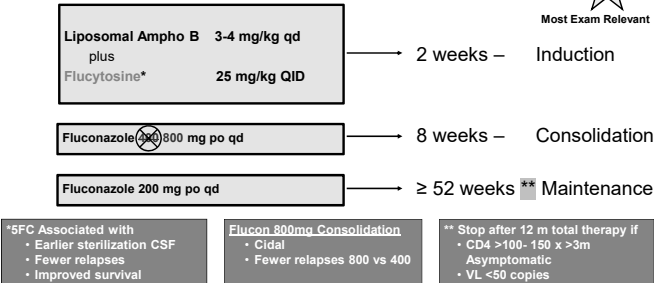 Most Exam Relevant
Liposomal Ampho B 3-4 mg/kg qd
plus
Flucytosine* 25 mg/kg QID
2 weeks – Induction
Fluconazole 400 800 mg po qd
8 weeks – Consolidation
Fluconazole 200 mg po qd
≥ 52 weeks ** Maintenance
*5FC Associated with
• Earlier sterilization CSF
• Fewer relapses
• Improved survival
Flucon 800mg Consolidation
• Cidal
• Fewer relapses 800 vs 400
** Stop after 12 m total therapy if
• CD4 >100- 150 x >3m
Asymptomatic
• VL <50 copies